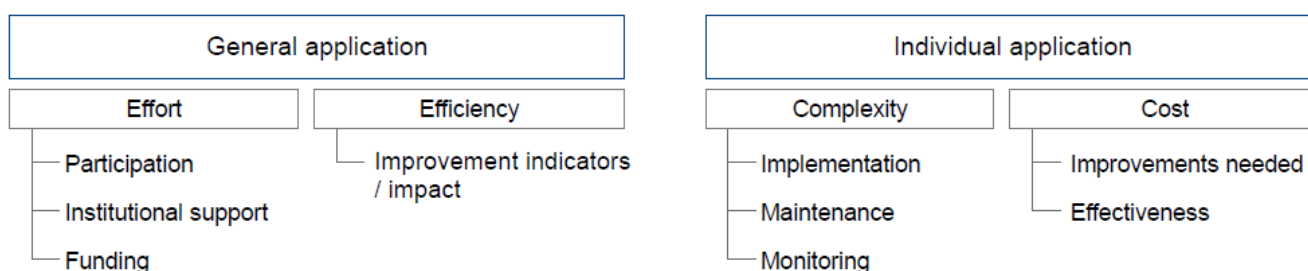 General application
Effort
Participation
Institutional support
Funding
Efficiency
Improvement indicators
/ impact
Individual application
Complexity
Implementation
Maintenance
Monitoring
Cost
Improvements needed
Effectiveness